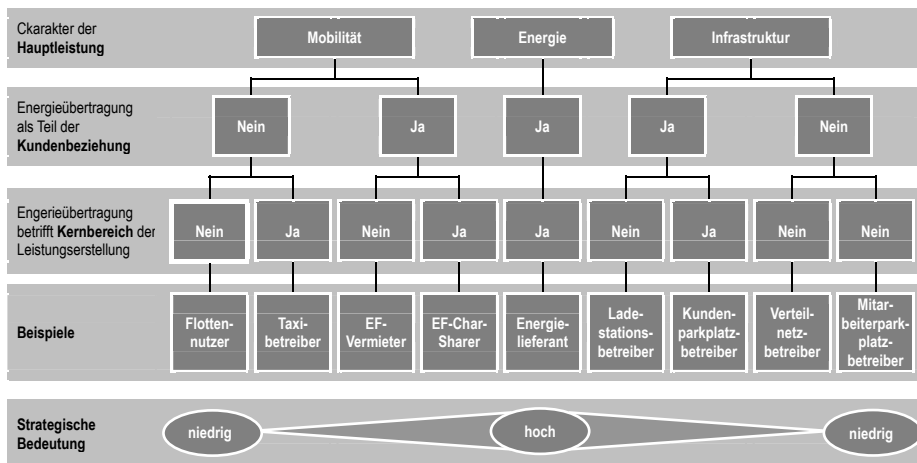 Ckarakter der
Hauptleistung
Mobilität
Energie
Infrastruktur
Energieübertragung
als Teil der
Kundenbeziehung
Nein
Ja
Ja
Ja
Nein
Engerieübertragung
betrifft Kernbereich der
Leistungserstellung
Nein
Ja
Nein
Ja
Ja
Nein
Ja
Nein
Nein
Beispiele
Flotten-
nutzer
Taxi-
betreiber
EF-
Vermieter
EF-Char-
Sharer
Energie-
lieferant
Lade-
stations-
betreiber
Kunden-
parkplatz-
betreiber
Verteil-
netz-
betreiber
Mitar-
beiterpark-
platz-
betreiber
Strategische
Bedeutung
niedrig
hoch
niedrig